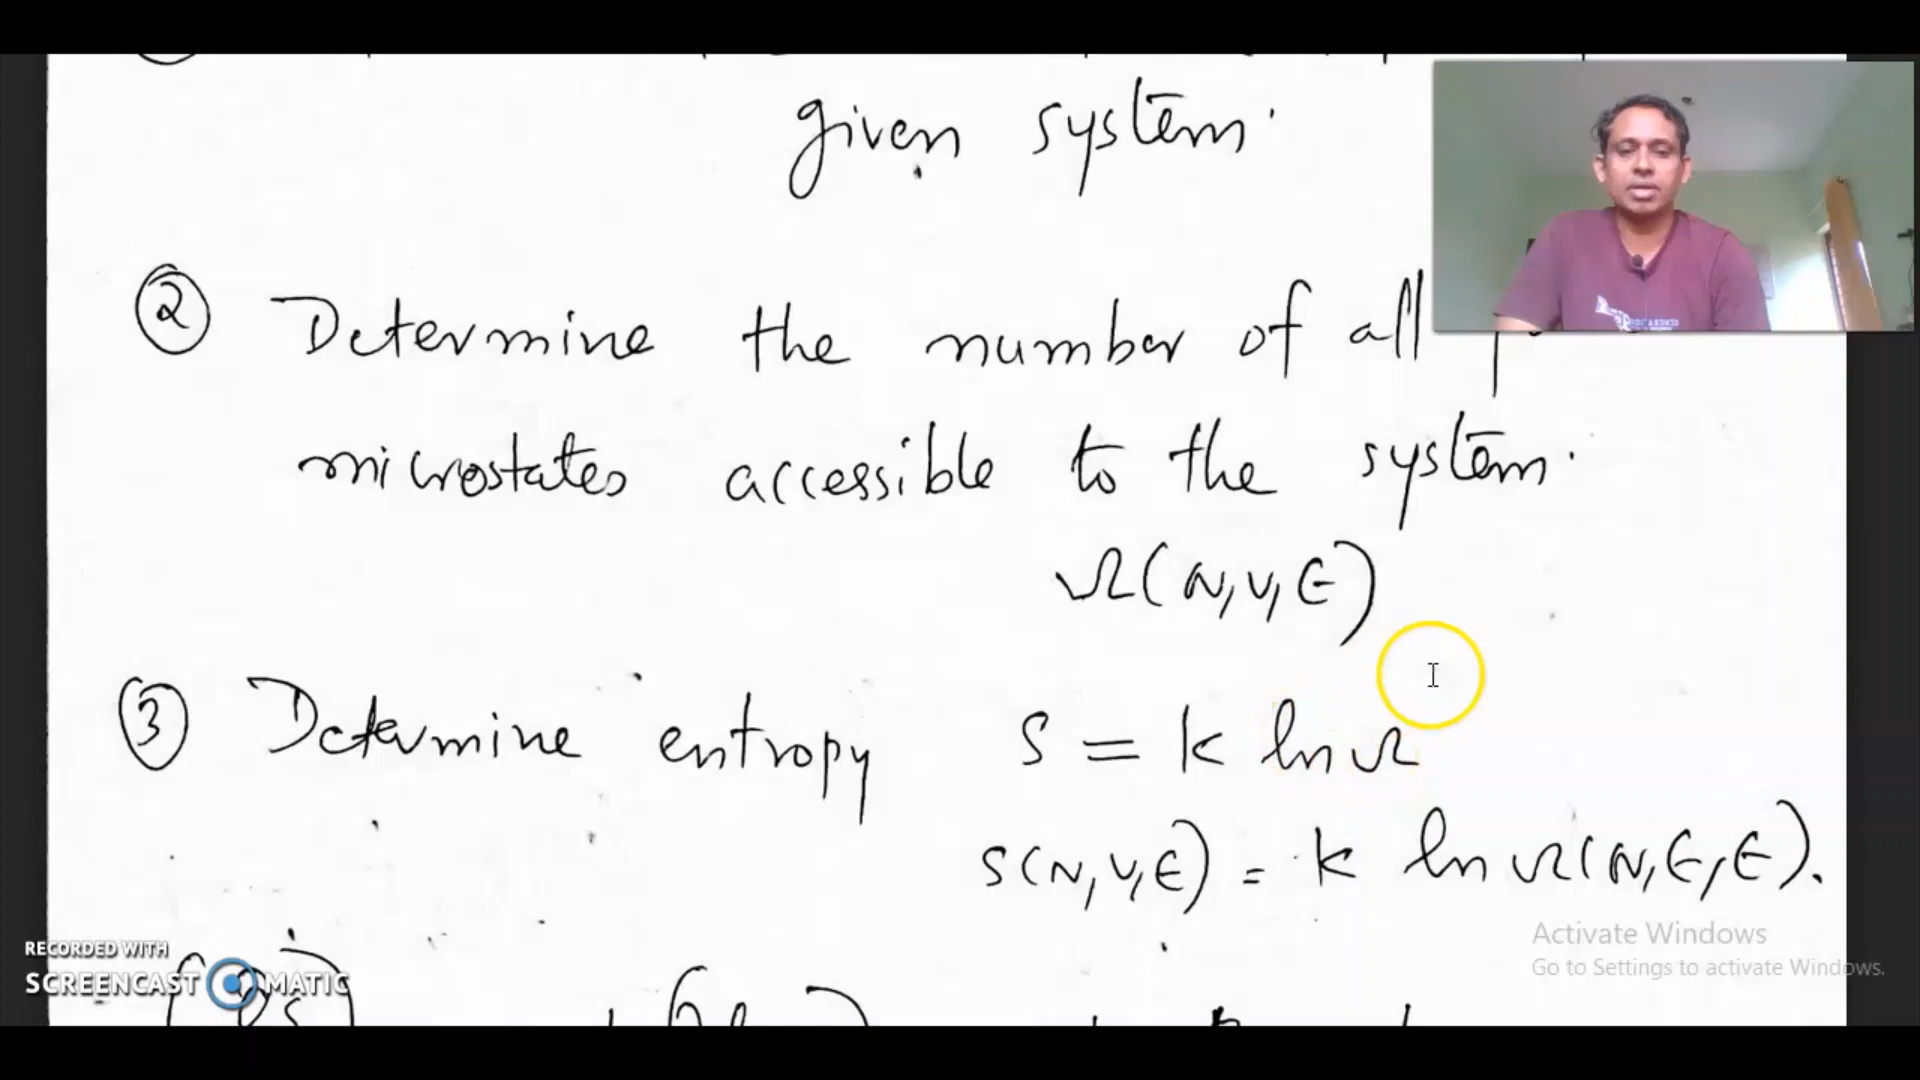 given system.
② Determine the number of all
microstates accessible to the system.
Ω(N,V,E)
③ Determine entropy S = k ln Ω
S(N,V,E) = k ln Ω(N,E,E).
Activate Windows
Go to Settings to activate Windows.
RECORDED WITH
SCREENCAST MATIC